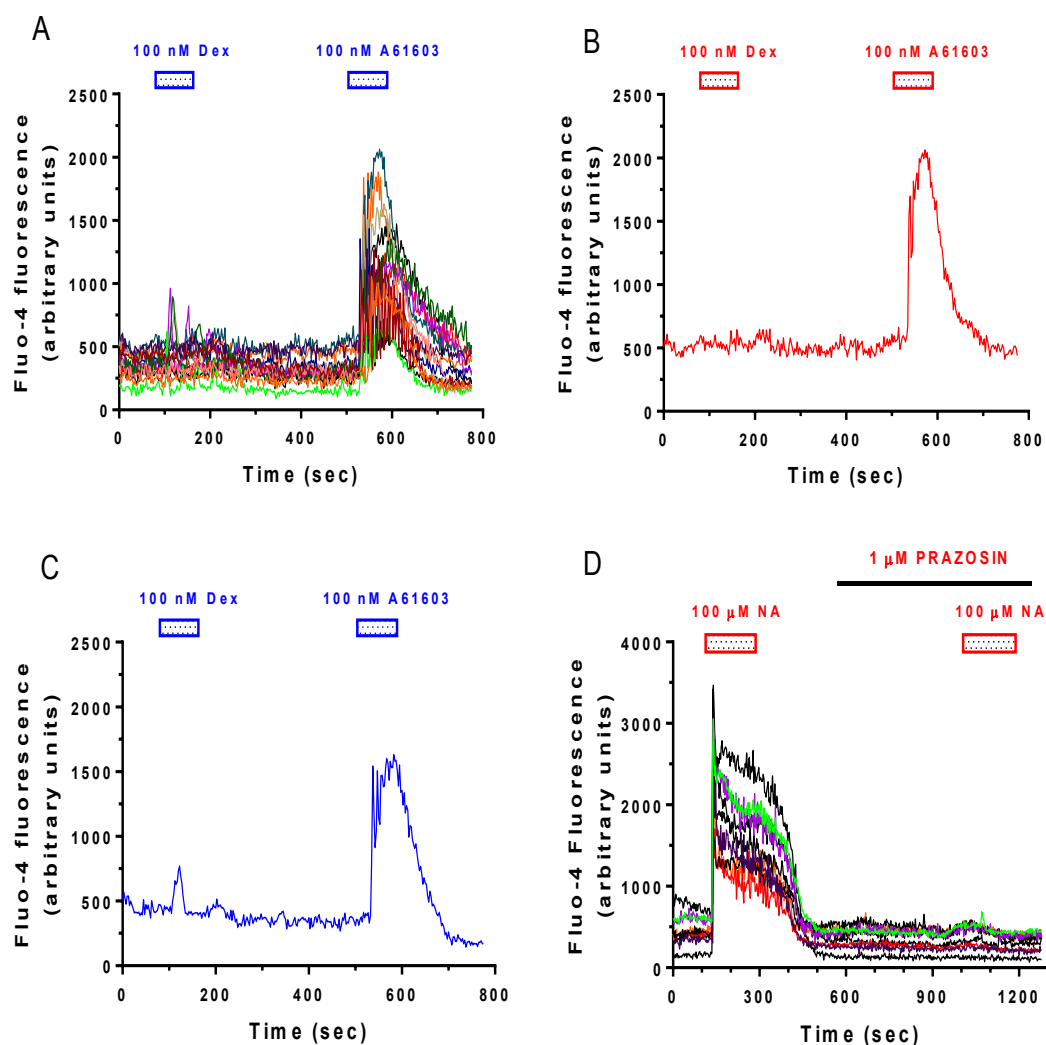 A
100 nM Dex
100 nM A61603
Fluo-4 fluorescence
(arbitrary units)
2500
2000
1500
1000
500
0
0
200
400
600
800
Time (sec)
B
100 nM Dex
100 nM A61603
Fluo-4 fluorescence
(arbitrary units)
2500
2000
1500
1000
500
0
0
200
400
600
800
Time (sec)
C
100 nM Dex
100 nM A61603
Fluo-4 fluorescence
(arbitrary units)
2500
2000
1500
1000
500
0
0
200
400
600
800
Time (sec)
D
1 µM PRAZOSIN
100 µM NA
100 µM NA
Fluo-4 Fluorescence
(arbitrary units)
4000
3000
2000
1000
0
0
300
600
900
1200
Time (sec)